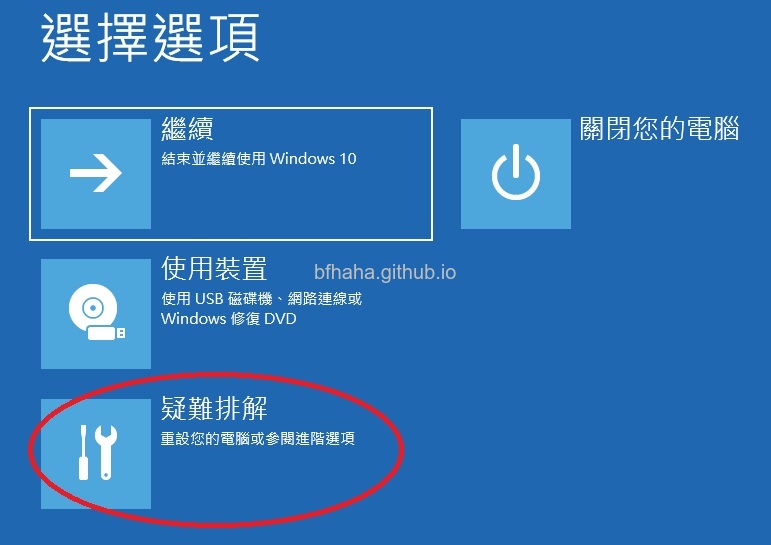 選擇選項
繼續
結束並繼續使用 Windows 10
關閉您的電腦
使用裝置
使用 USB 磁碟機、網路連線或
Windows 修復 DVD
bfhaha.github.io
疑難排解
重設您的電腦或參閱進階選項